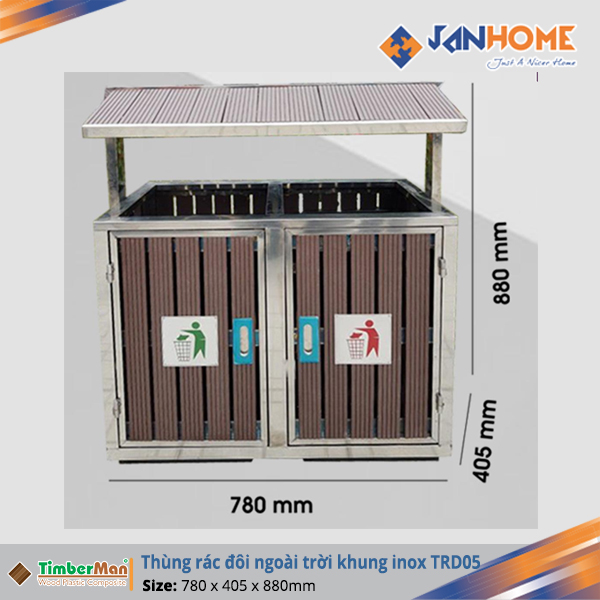 JANHOME
Just A Nicer Home
880 mm
405 mm
780 mm
TimberMan®
Wood Plastic Composite
Thùng rác đôi ngoài trời khung inox TRD05
Size: 780 x 405 x 880mm